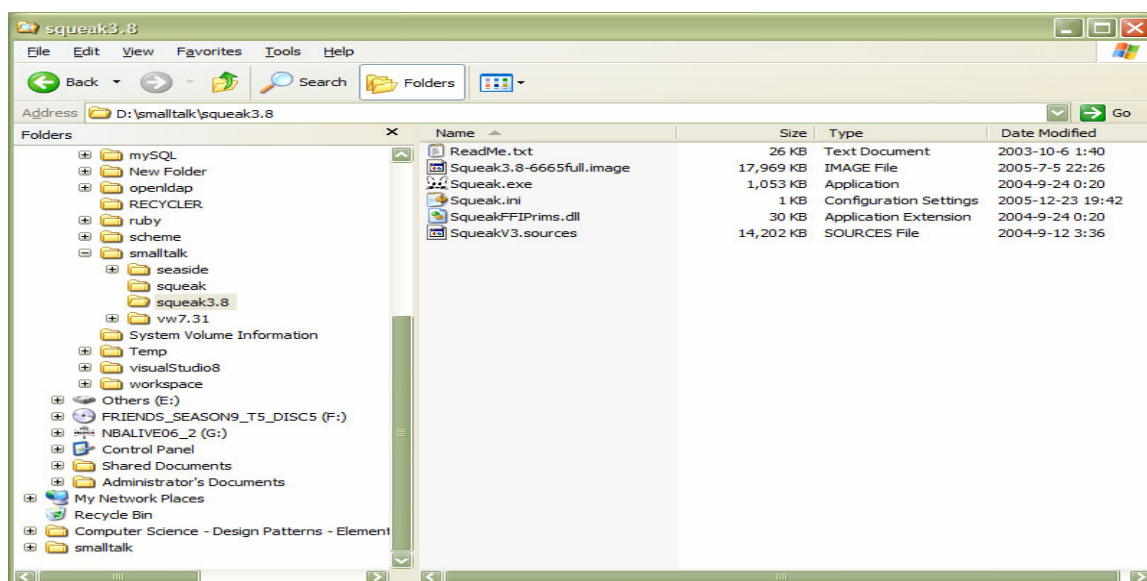 squeak3.8
File Edit View Favorites Tools Help
Back Search Folders
Address D:\smalltalk\squeak3.8 Go
Folders
mySQL
New Folder
openldap
RECYCLER
ruby
scheme
smalltalk
seaside
squeak
squeak3.8
vw7.31
System Volume Information
Temp
visualStudio8
workspace
Others (E:)
FRIENDS_SEASON9_T5_DISC5 (F:)
NBALIVE06_2 (G:)
Control Panel
Shared Documents
Administrator's Documents
My Network Places
Recycle Bin
Computer Science - Design Patterns - Element
smalltalk
Name Size Type Date Modified
ReadMe.txt 26 KB Text Document 2003-10-6 1:40
Squeak3.8-6665full.image 17,969 KB IMAGE File 2005-7-5 22:26
Squeak.exe 1,053 KB Application 2004-9-24 0:20
Squeak.ini 1 KB Configuration Settings 2005-12-23 19:42
SqueakFFIPrims.dll 30 KB Application Extension 2004-9-24 0:20
SqueakV3.sources 14,202 KB SOURCES File 2004-9-12 3:36